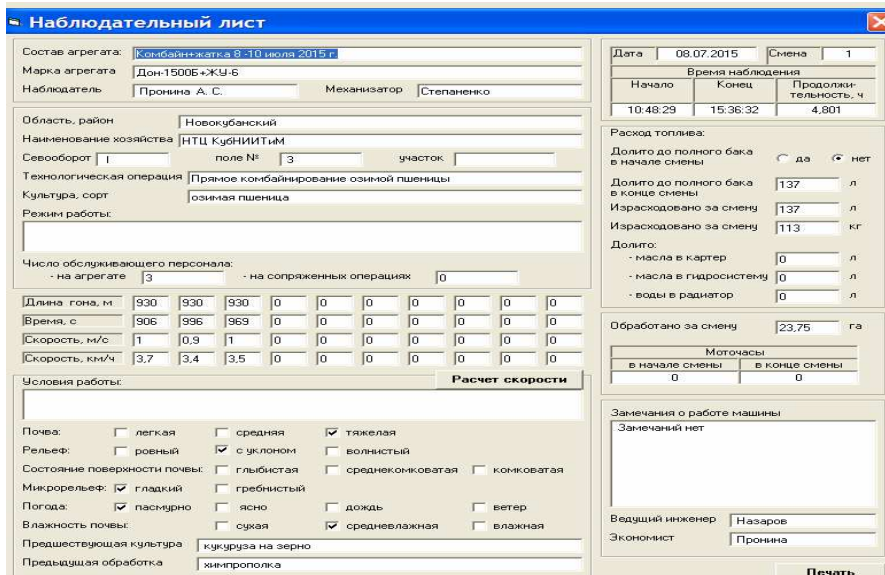 Наблюдательный лист
Состав агрегата: Комбайн+жатка 8 -10 июля 2015 г
Марка агрегата Дон-1500Б+ЖУ-6
Наблюдатель Пронина А. С. Механизатор Степаненко
Область, район Новокубанский
Наименование хозяйства НТЦ КубНИИТиМ
Севооборот I поле № 3 участок
Технологическая операция Прямое комбайнирование озимой пшеницы
Культура, сорт озимая пшеница
Режим работы:
Число обслуживающего персонала:
- на агрегате 3 - на сопряженных операциях 0
Длина гона, м 930 930 930 0 0 0 0 0 0 0
Время, с 906 996 969 0 0 0 0 0 0 0
Скорость, м/с 1 0,9 1 0 0 0 0 0 0 0
Скорость, км/ч 3,7 3,4 3,5 0 0 0 0 0 0 0
Условия работы: Расчет скорости
Почва: легкая средняя тяжелая
Рельеф: ровный с уклоном волнистый
Состояние поверхности почвы: глыбистая среднекомковатая комковатая
Микрорельеф: гладкий гребнистый
Погода: пасмурно ясно дождь ветер
Влажность почвы: сухая средневлажная влажная
Предшествующая культура кукуруза на зерно
Предыдущая обработка химпрополка
Дата 08.07.2015 Смена 1
Время наблюдения
Начало Конец Продолжи-
тельность, ч
10:48:29 15:36:32 4,801
Расход топлива:
Долито до полного бака
в начале смены да нет
Долито до полного бака
в конце смены 137 л
Израсходовано за смену 137 л
Израсходовано за смену 113 кг
Долито:
- масла в картер 0 л
- масла в гидросистему 0 л
- воды в радиатор 0 л
Обработано за смену 23,75 га
Моточасы
в начале смены в конце смены
0 0
Замечания о работе машины
Замечаний нет
Ведущий инженер Назаров
Экономист Пронина
Печать